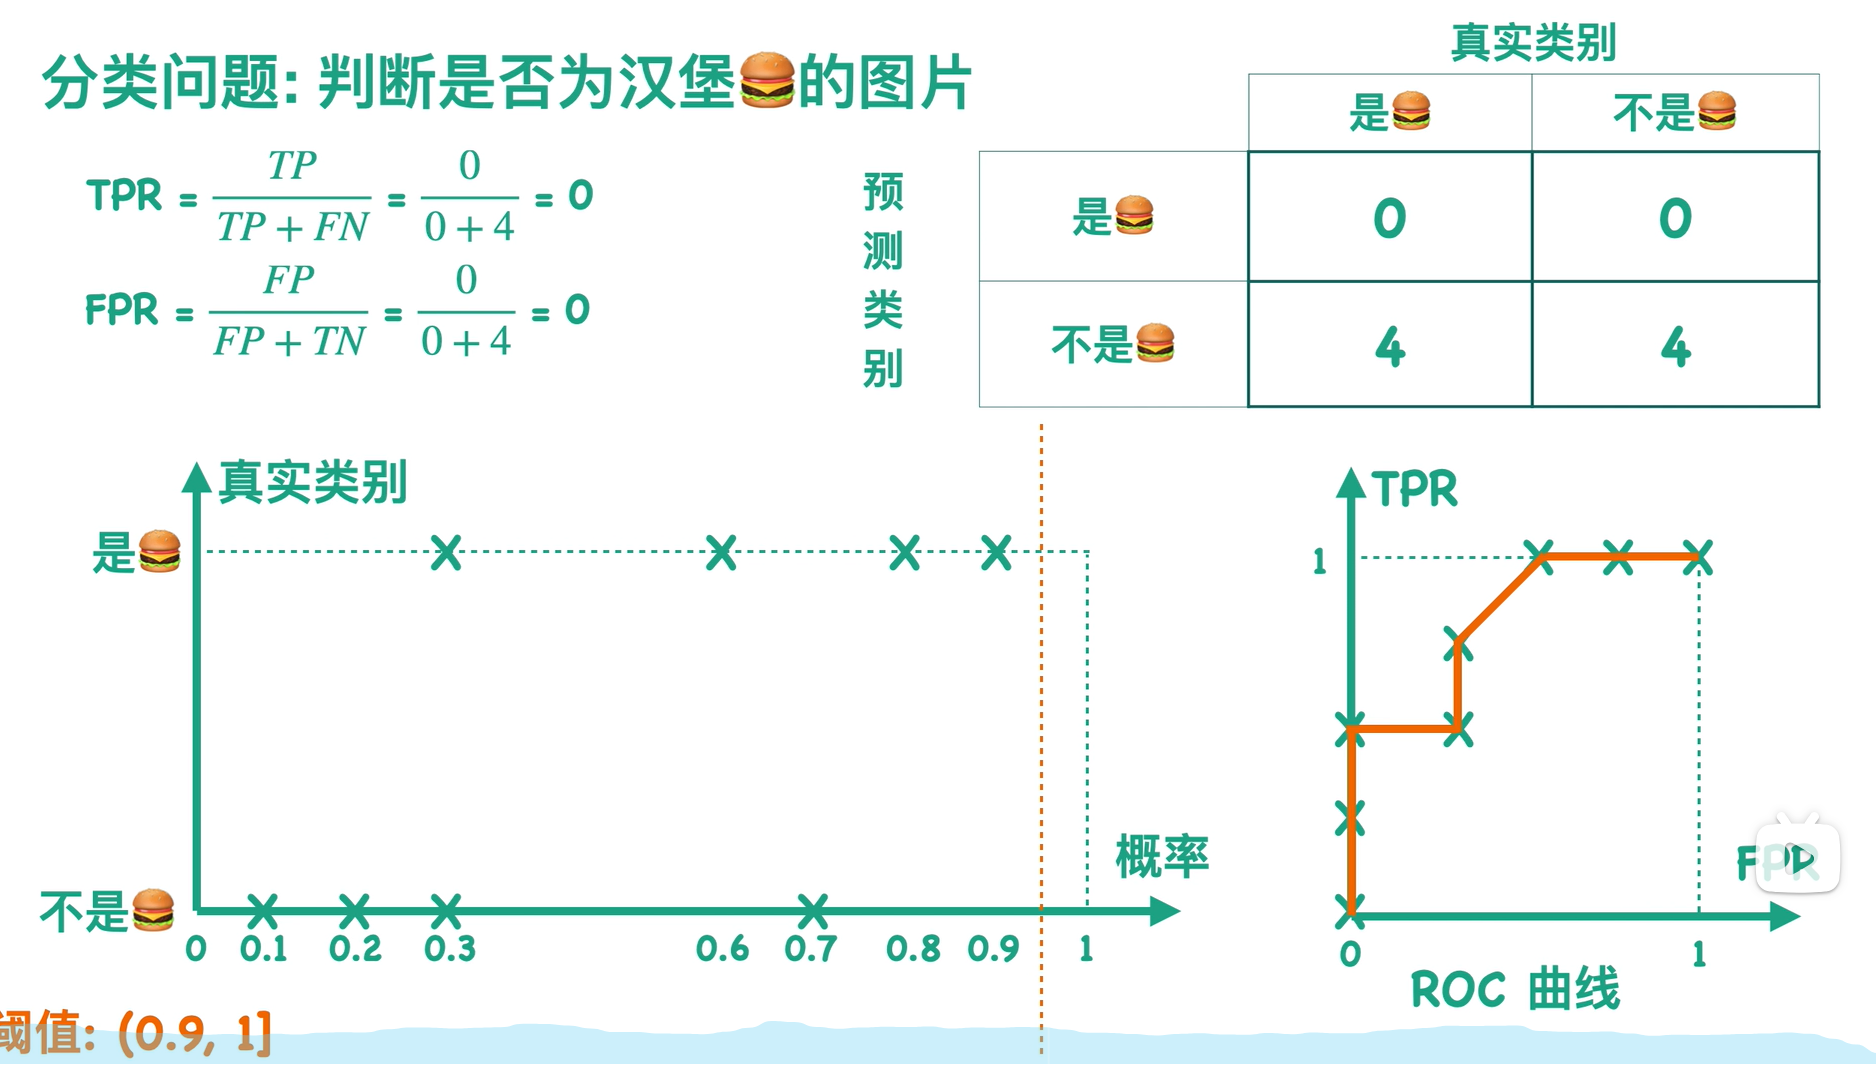 真实类别
分类问题: 判断是否为汉堡🍔的图片
是🍔 不是🍔
TPR = TP / (TP + FN) = 0 / (0 + 4) = 0
FPR = FP / (FP + TN) = 0 / (0 + 4) = 0
预测类别
是🍔 0 0
不是🍔 4 4
真实类别
是🍔
不是🍔
概率
0 0.1 0.2 0.3 0.6 0.7 0.8 0.9 1
阈值: (0.9, 1]
TPR
1
FPR
0 1
ROC 曲线